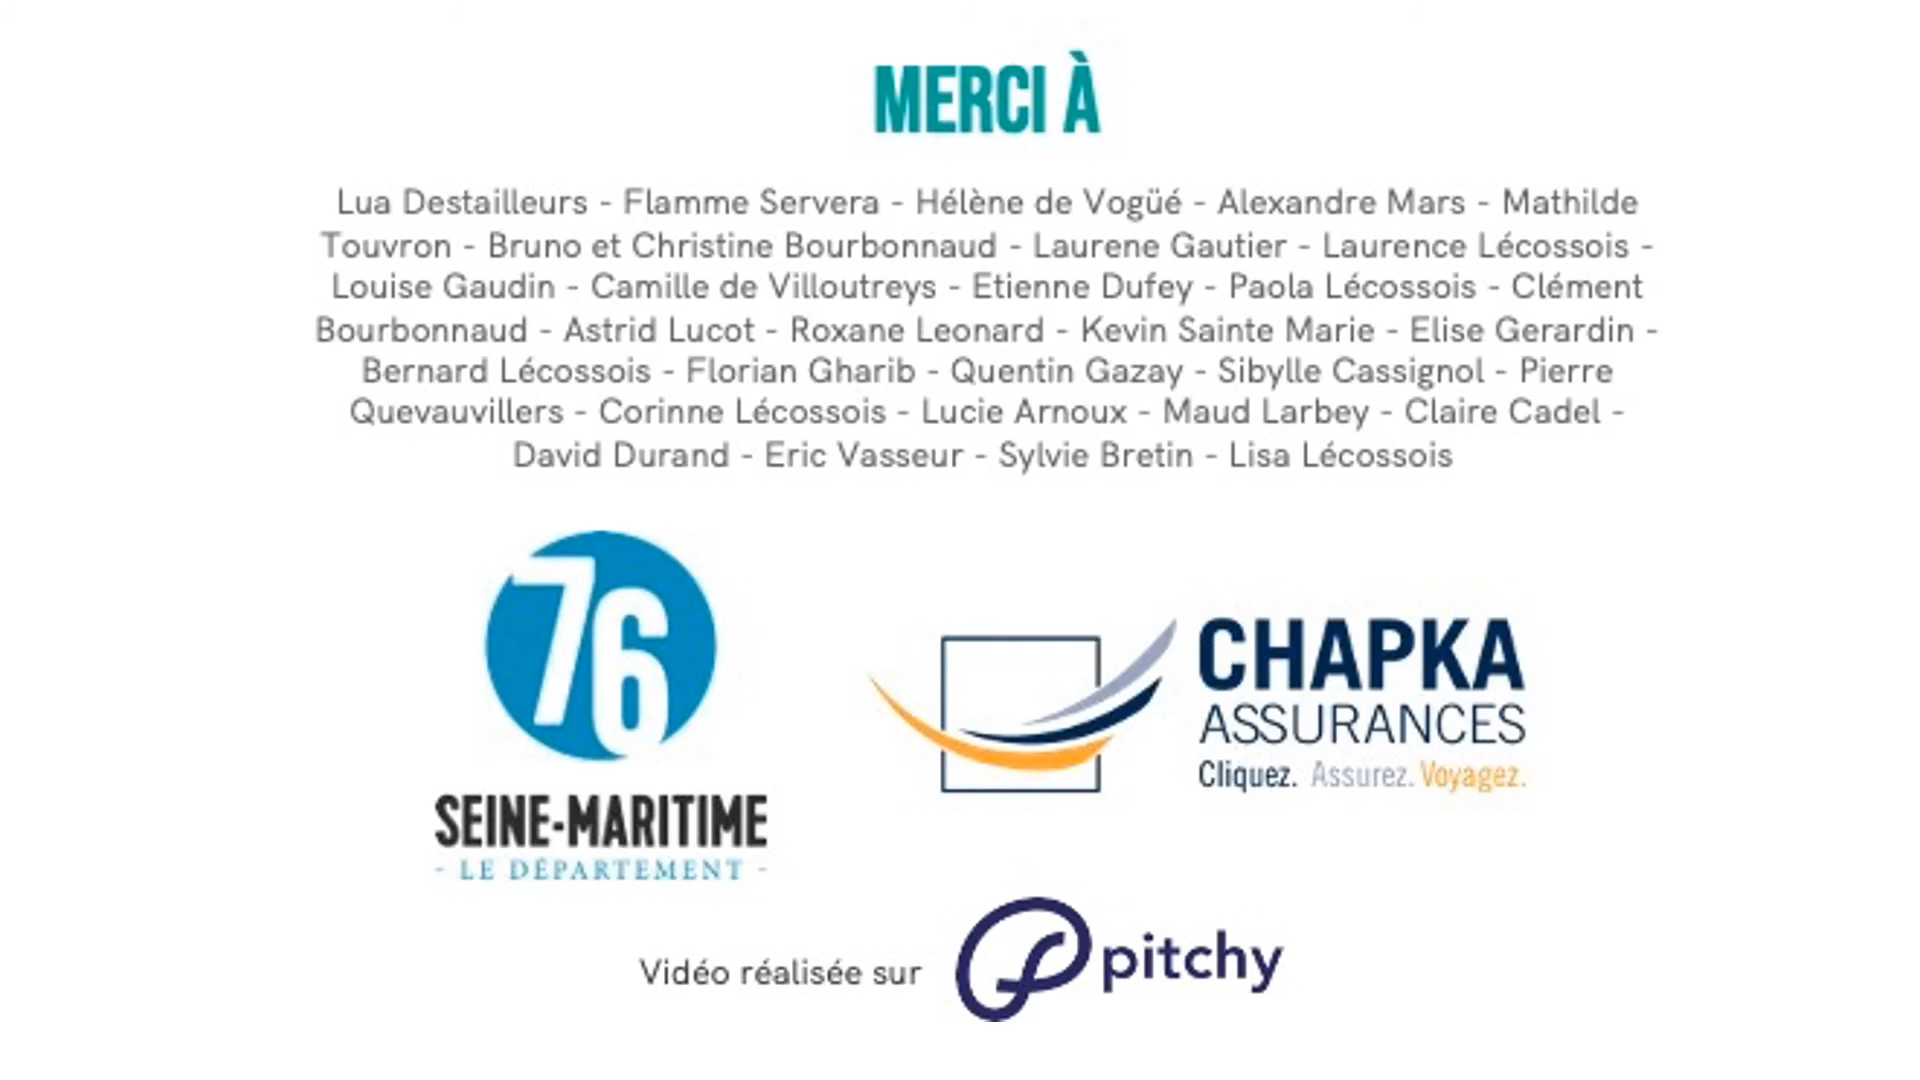 MERCI À
Lua Destailleurs - Flamme Servera - Hélène de Vogüé - Alexandre Mars - Mathilde
Touvron - Bruno et Christine Bourbonnaud - Laurene Gautier - Laurence Lécossois -
Louise Gaudin - Camille de Villoutreys - Etienne Dufey - Paola Lécossois - Clément
Bourbonnaud - Astrid Lucot - Roxane Leonard - Kevin Sainte Marie - Elise Gerardin -
Bernard Lécossois - Florian Gharib - Quentin Gazay - Sibylle Cassignol - Pierre
Quevauvillers - Corinne Lécossois - Lucie Arnoux - Maud Larbey - Claire Cadel -
David Durand - Eric Vasseur - Sylvie Bretin - Lisa Lécossois
76
SEINE-MARITIME
- LE DÉPARTEMENT -
CHAPKA
ASSURANCES
Cliquez. Assurez. Voyagez.
Vidéo réalisée sur pitchy